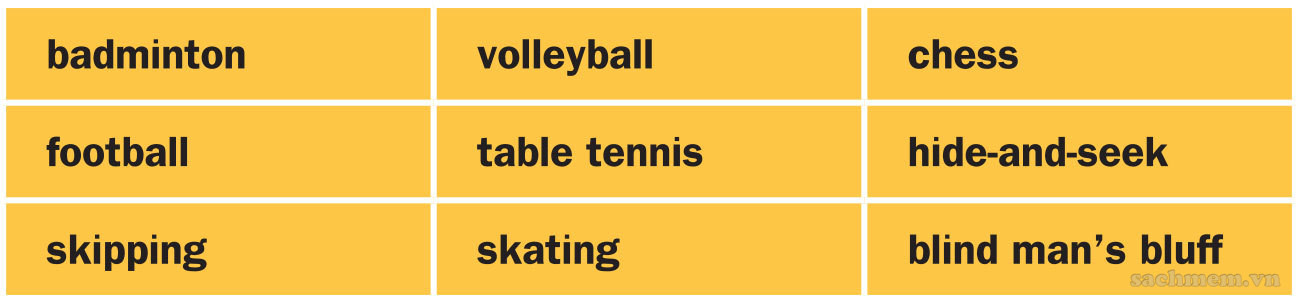 badminton volleyball chess
football table tennis hide-and-seek
skipping skating blind man’s bluff
sachmem.vn